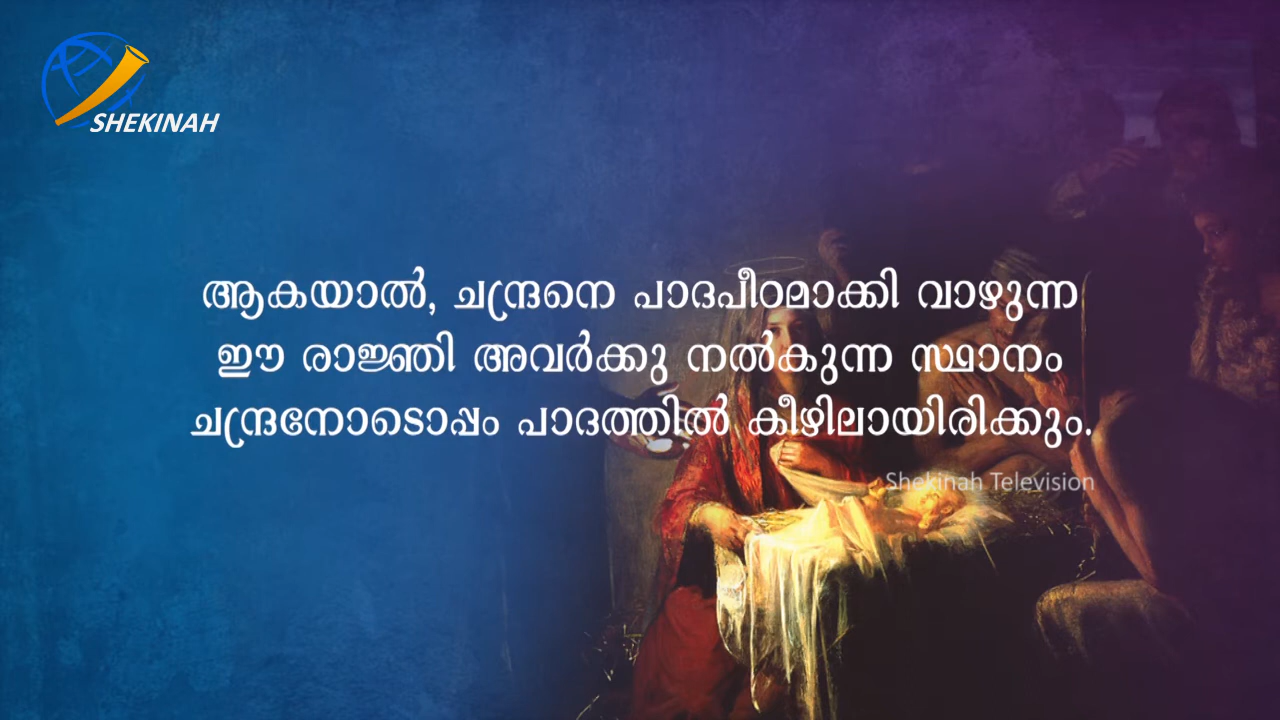 SHEKINAH
ആകയാൽ, ചന്ദ്രനെ പാദപീഠമാക്കി വാഴുന്ന
ഈ രാജ്ഞി അവർക്കു നൽകുന്ന സ്ഥാനം
ചന്ദ്രനോടൊപ്പം പാദത്തിൽ കീഴിലായിരിക്കും.
Shekinah Television